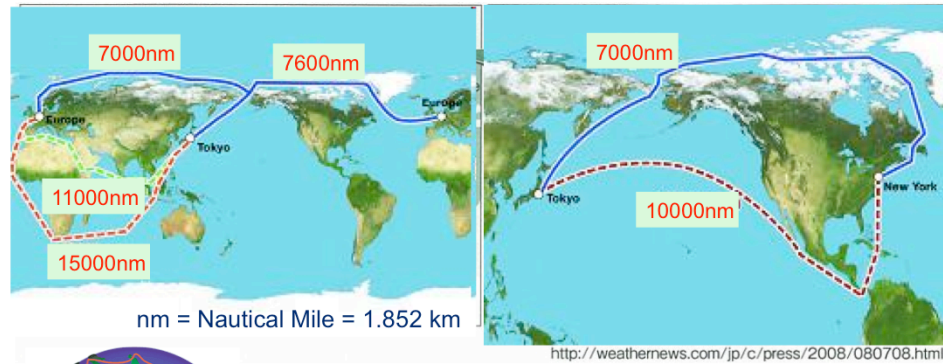 7000nm
7600nm
Europe
Europe
Tokyo
11000nm
15000nm
nm = Nautical Mile = 1.852 km
7000nm
Tokyo
New York
10000nm
http://weathernews.com/jp/c/press/2008/080708.html